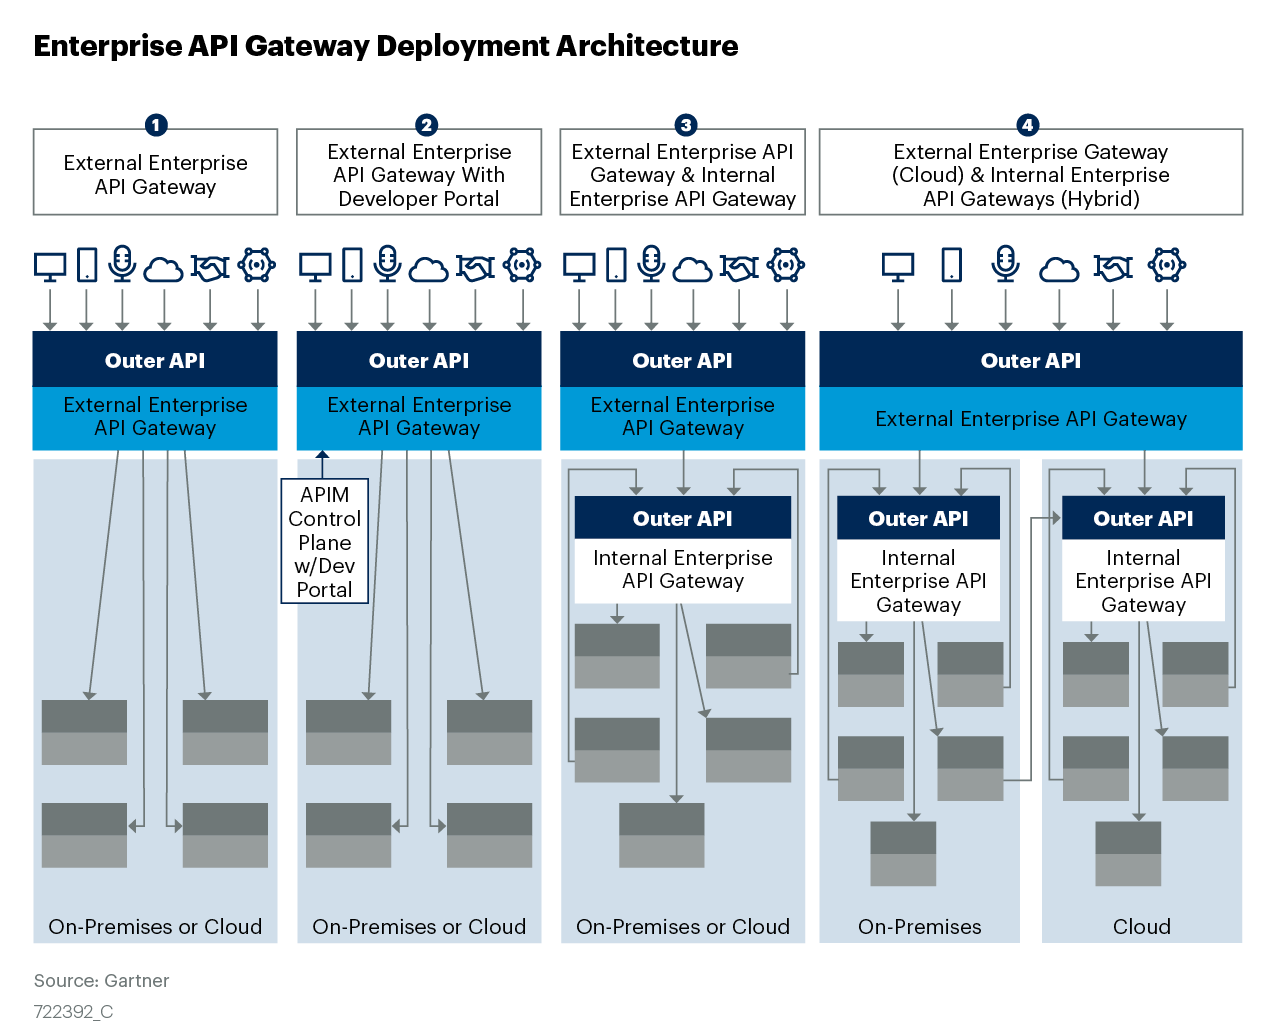 Enterprise API Gateway Deployment Architecture
1
External Enterprise
API Gateway
2
External Enterprise
API Gateway With
Developer Portal
3
External Enterprise API
Gateway & Internal
Enterprise API Gateway
4
External Enterprise Gateway
(Cloud) & Internal Enterprise
API Gateways (Hybrid)
Outer API
External Enterprise
API Gateway
On-Premises or Cloud
Outer API
External Enterprise
API Gateway
APIM
Control
Plane
w/Dev
Portal
On-Premises or Cloud
Outer API
External Enterprise
API Gateway
Outer API
Internal Enterprise
API Gateway
On-Premises or Cloud
Outer API
External Enterprise API Gateway
Outer API
Internal
Enterprise API
Gateway
On-Premises
Outer API
Internal
Enterprise API
Gateway
Cloud
Source: Gartner
722392_C